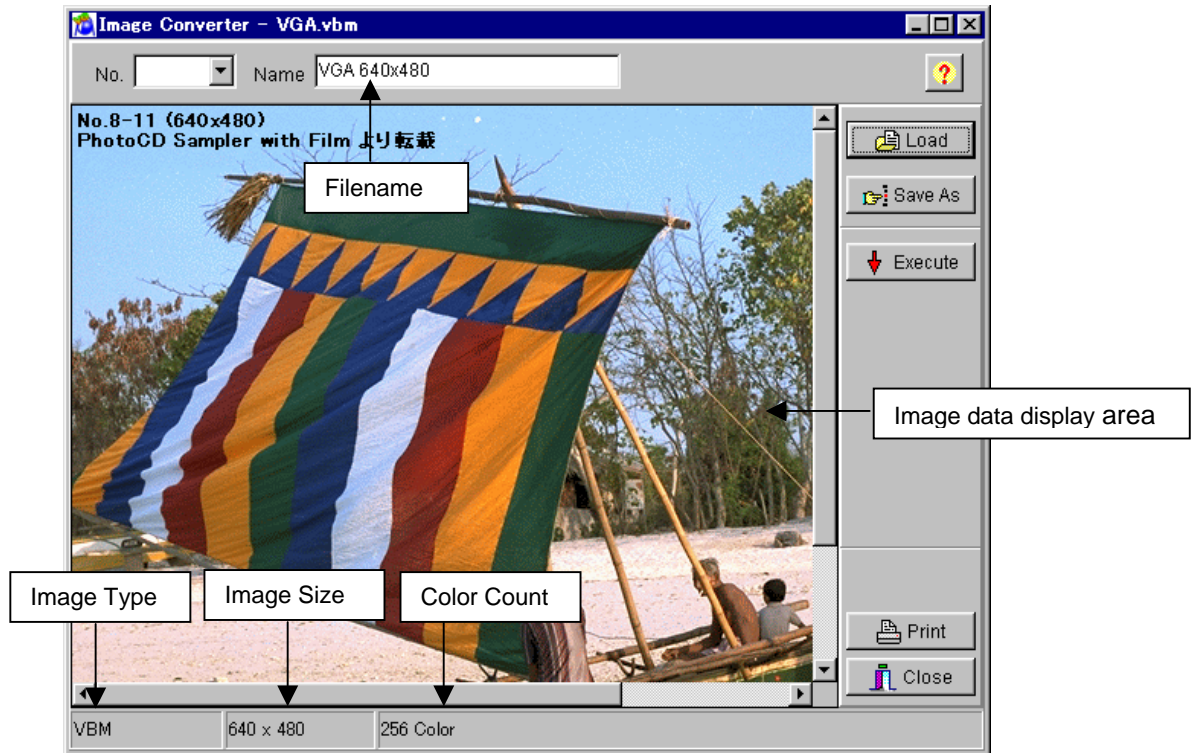 Image Converter - VGA.vbm
No. Name VGA 640x480
?
No.8-11 (640x480)
PhotoCD Sampler with Film より転載
Filename
Load
Save As
Execute
Image data display area
Image Type Image Size Color Count
Print
Close
VBM 640 x 480 256 Color